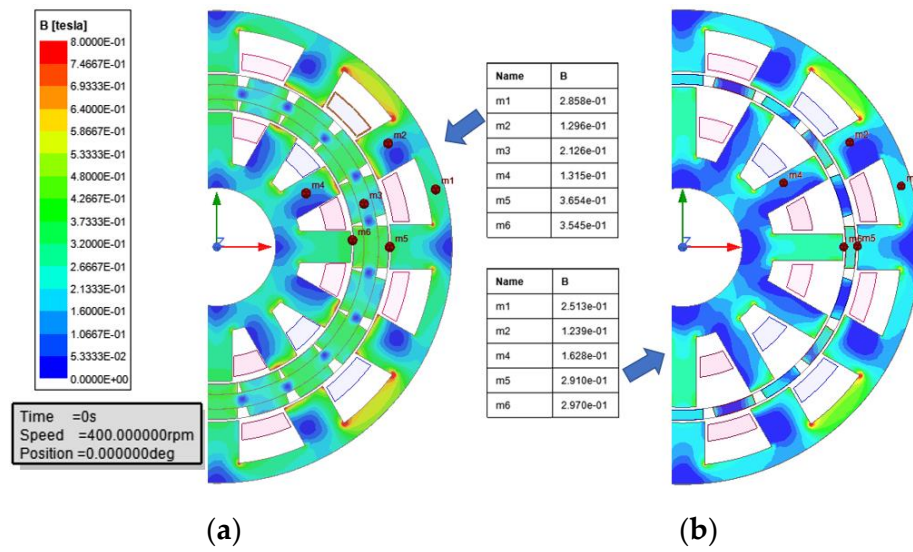 B [tesla]
8.0000E-01
7.4667E-01
6.9333E-01
6.4000E-01
5.8667E-01
5.3333E-01
4.8000E-01
4.2667E-01
3.7333E-01
3.2000E-01
2.6667E-01
2.1333E-01
1.6000E-01
1.0667E-01
5.3333E-02
0.0000E+00
Time =0s
Speed =400.000000rpm
Position =0.000000deg
m2
m1
m4
m3
m6
m5
Name B
m1 2.858e-01
m2 1.296e-01
m3 2.126e-01
m4 1.315e-01
m5 3.654e-01
m6 3.545e-01
Name B
m1 2.513e-01
m2 1.239e-01
m4 1.628e-01
m5 2.910e-01
m6 2.970e-01
m2
m4
m5
(a) (b)